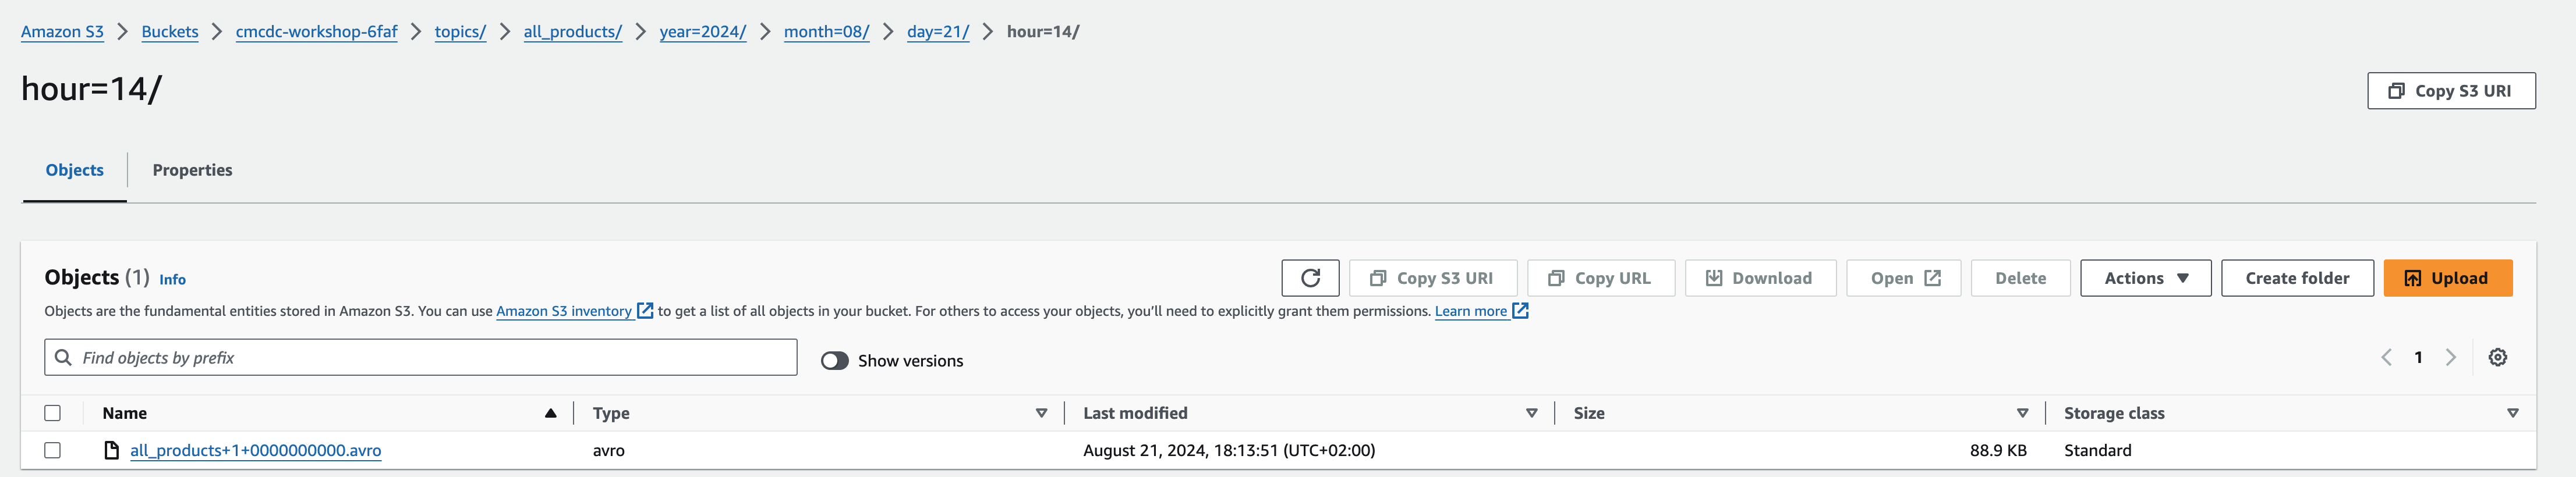 Amazon S3 > Buckets > cmcdc-workshop-6faf > topics/ > all_products/ > year=2024/ > month=08/ > day=21/ > hour=14/
hour=14/
Copy S3 URI
Objects Properties
Objects (1) Info
Copy S3 URI Copy URL Download Open Delete Actions Create folder Upload
Objects are the fundamental entities stored in Amazon S3. You can use Amazon S3 inventory to get a list of all objects in your bucket. For others to access your objects, you'll need to explicitly grant them permissions. Learn more
Find objects by prefix Show versions 1
Name Type Last modified Size Storage class
all_products+1+0000000000.avro avro August 21, 2024, 18:13:51 (UTC+02:00) 88.9 KB Standard